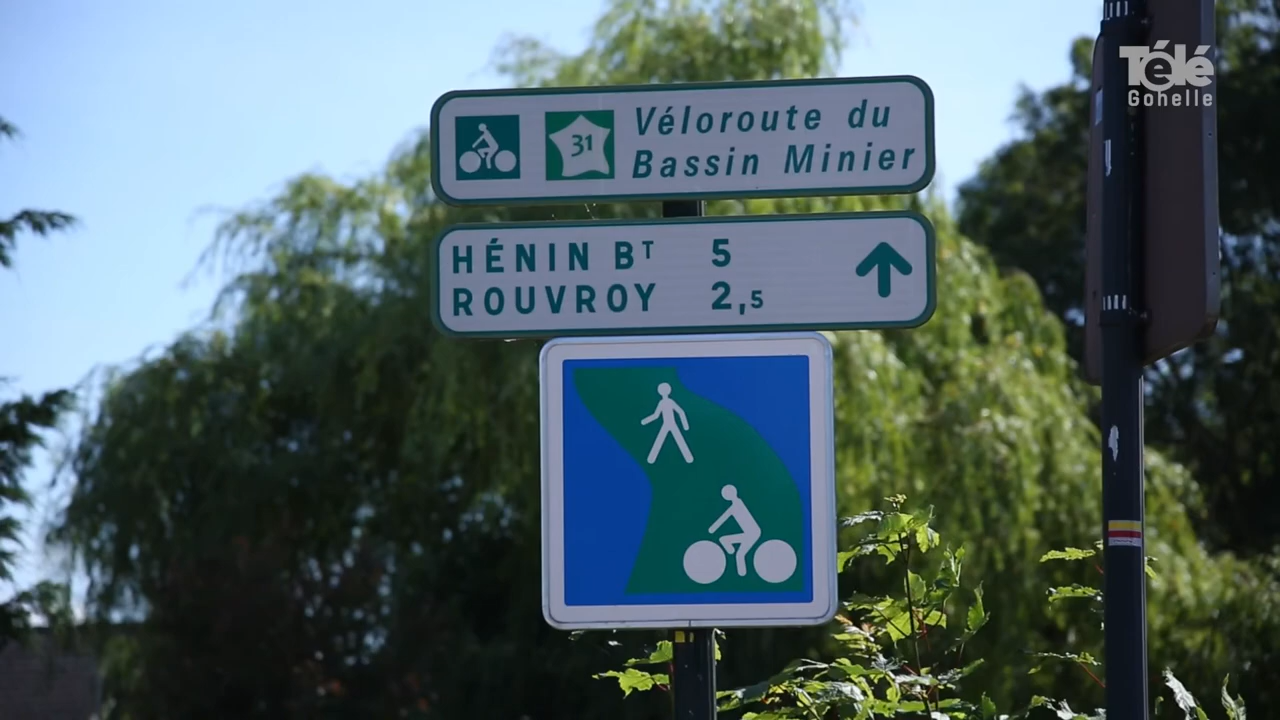 Télé
Gohelle
31
Véloroute du
Bassin Minier
HÉNIN BT 5
ROUVROY 2,5